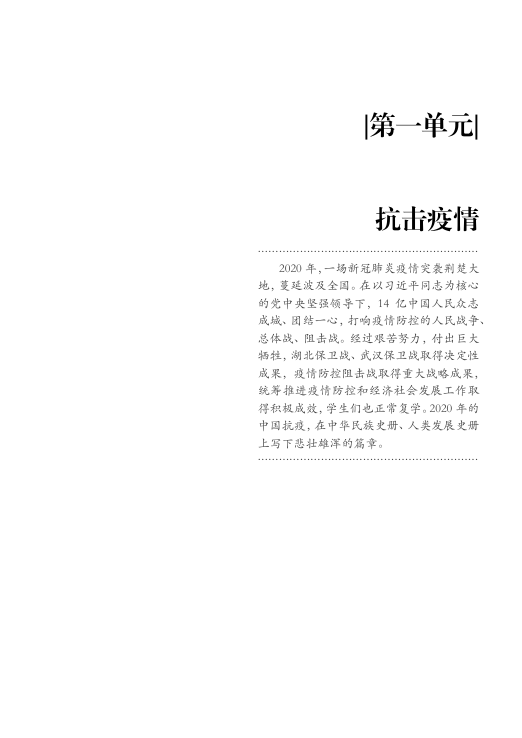 |第一单元|
抗击疫情
2020 年，一场新冠肺炎疫情突袭荆楚大
地，蔓延波及全国。在以习近平同志为核心
的党中央坚强领导下，14 亿中国人民众志
成城、团结一心，打响疫情防控的人民战争、
总体战、阻击战。经过艰苦努力，付出巨大
牺牲，湖北保卫战、武汉保卫战取得决定性
成果，疫情防控阻击战取得重大战略成果，
统筹推进疫情防控和经济社会发展工作取
得积极成效，学生们也正常复学。2020 年的
中国抗疫，在中华民族史册、人类发展史册
上写下悲壮雄浑的篇章。